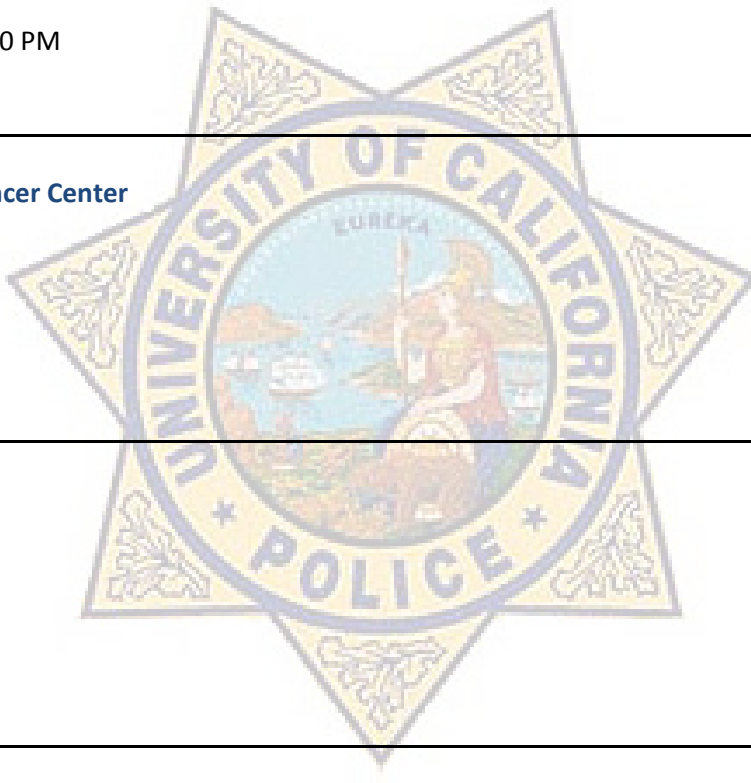 0 PM
ncer Center
UNIVERSITY OF CALIFORNIA
EUREKA
* POLICE *